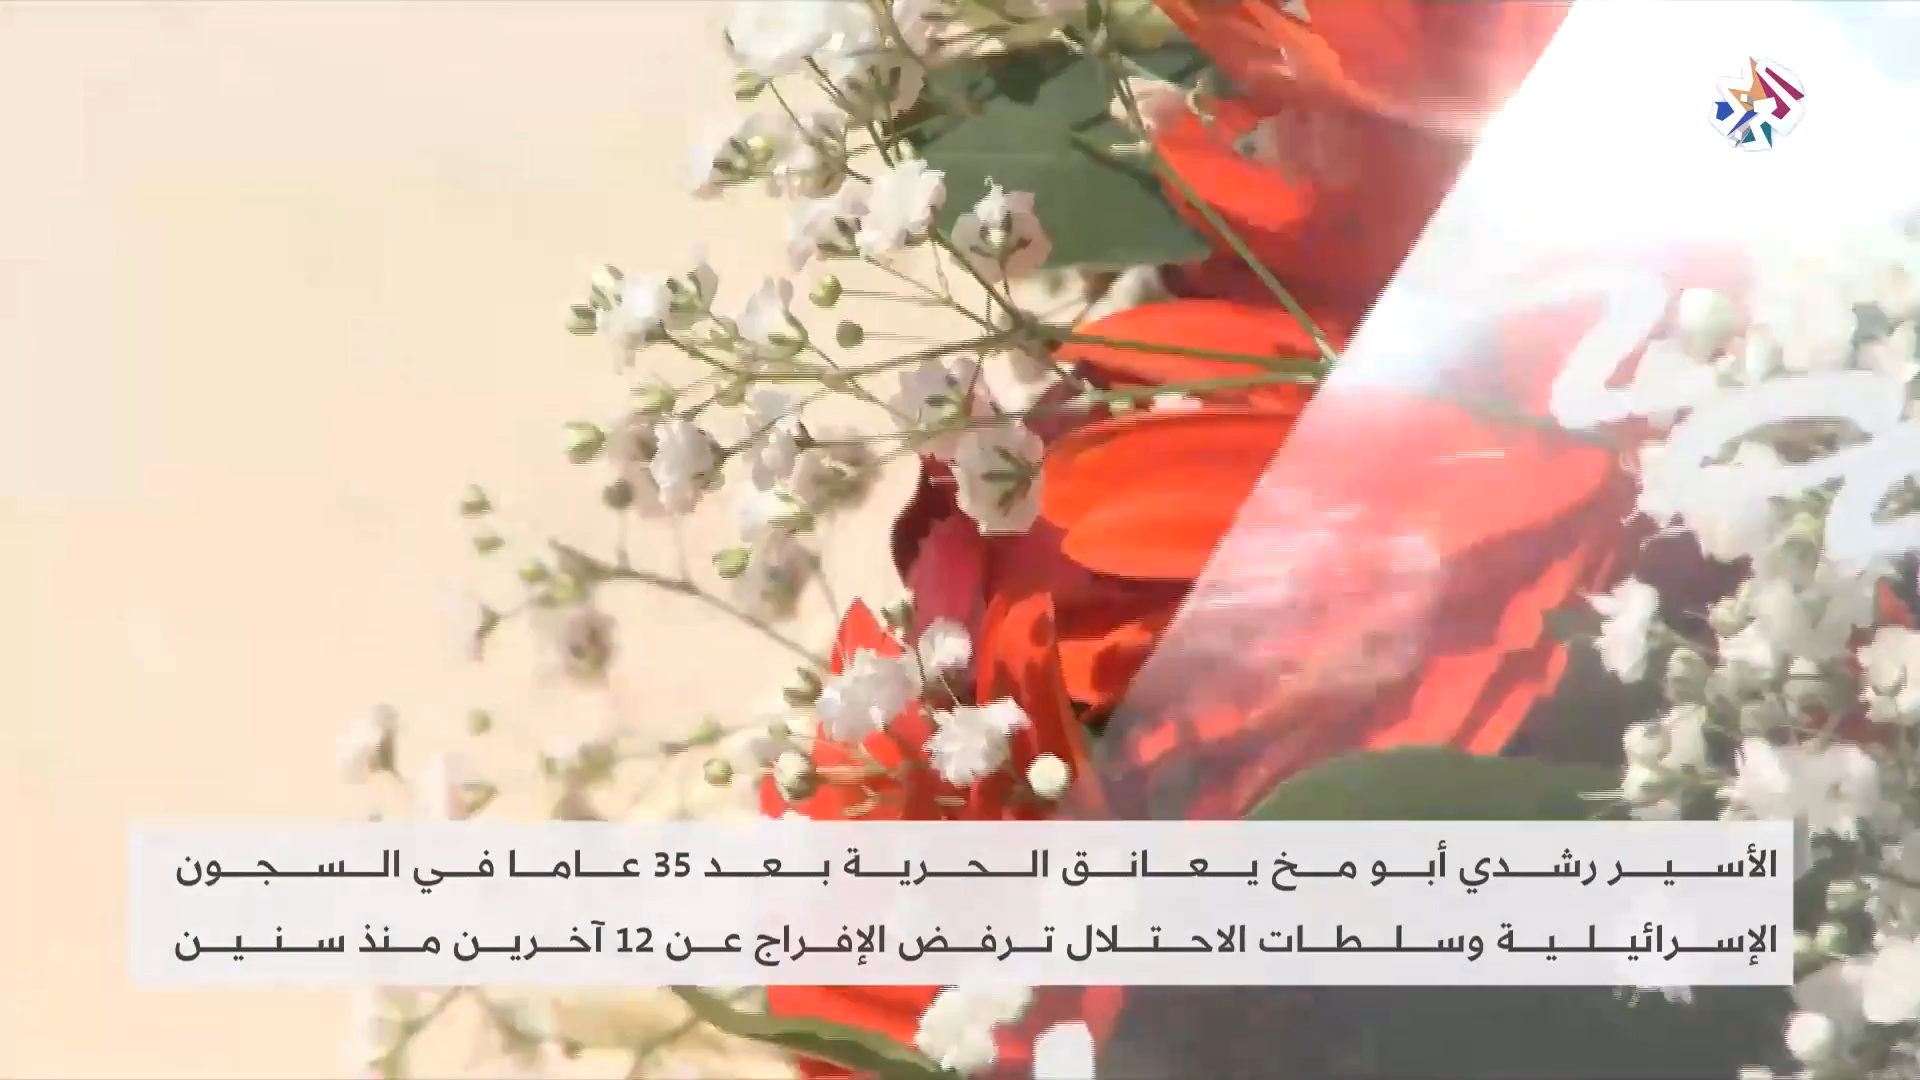 الأسير رشدي أبو مخ يعانق الحرية بعد 35 عاما في السجون
الإسرائيلية وسلطات الاحتلال ترفض الإفراج عن 12 آخرين منذ سنين